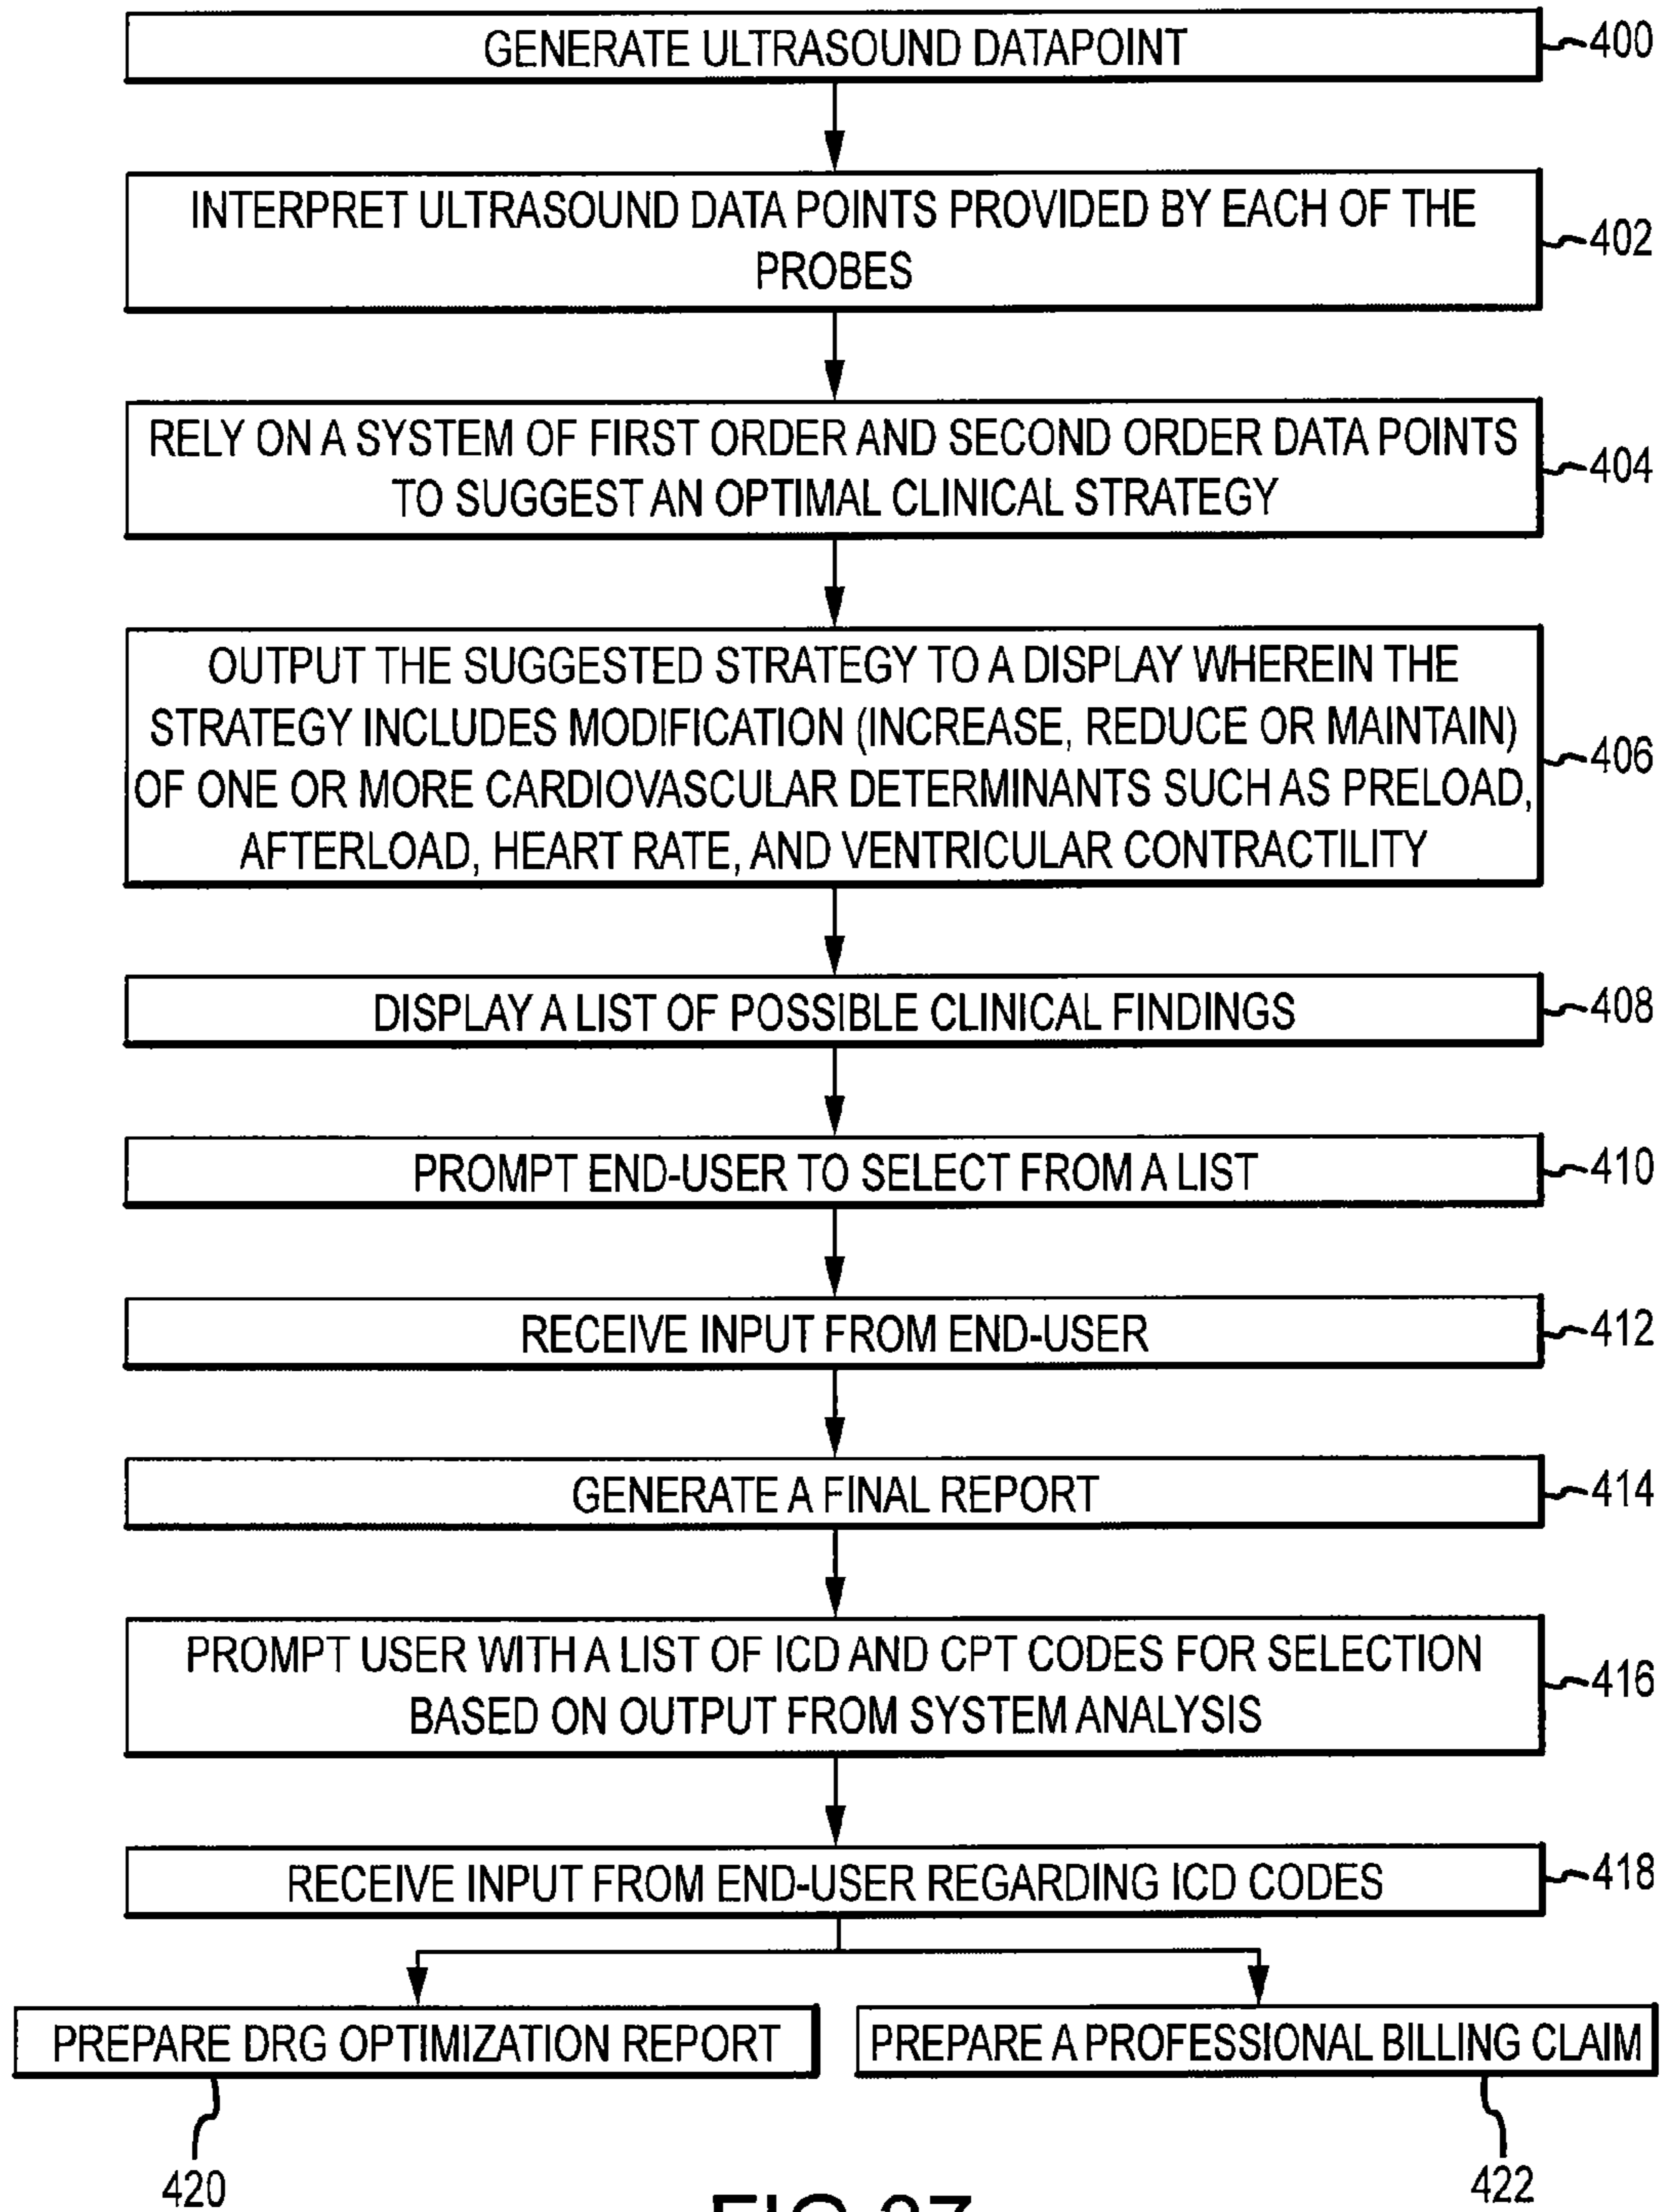 GENERATE ULTRASOUND DATAPOINT
400
INTERPRET ULTRASOUND DATA POINTS PROVIDED BY EACH OF THE
PROBES
402
RELY ON A SYSTEM OF FIRST ORDER AND SECOND ORDER DATA POINTS
TO SUGGEST AN OPTIMAL CLINICAL STRATEGY
404
OUTPUT THE SUGGESTED STRATEGY TO A DISPLAY WHEREIN THE
STRATEGY INCLUDES MODIFICATION (INCREASE, REDUCE OR MAINTAIN)
OF ONE OR MORE CARDIOVASCULAR DETERMINANTS SUCH AS PRELOAD,
AFTERLOAD, HEART RATE, AND VENTRICULAR CONTRACTILITY
406
DISPLAY A LIST OF POSSIBLE CLINICAL FINDINGS
408
PROMPT END-USER TO SELECT FROM A LIST
410
RECEIVE INPUT FROM END-USER
412
GENERATE A FINAL REPORT
414
PROMPT USER WITH A LIST OF ICD AND CPT CODES FOR SELECTION
BASED ON OUTPUT FROM SYSTEM ANALYSIS
416
RECEIVE INPUT FROM END-USER REGARDING ICD CODES
418
PREPARE DRG OPTIMIZATION REPORT
PREPARE A PROFESSIONAL BILLING CLAIM
420
422